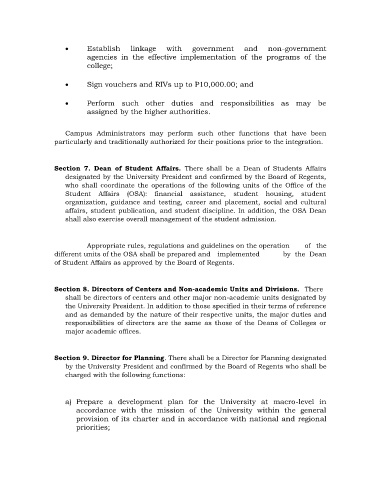 • Establish linkage with government and non-government
agencies in the effective implementation of the programs of the
college;
• Sign vouchers and RIVs up to P10,000.00; and
• Perform such other duties and responsibilities as may be
assigned by the higher authorities.
Campus Administrators may perform such other functions that have been
particularly and traditionally authorized for their positions prior to the integration.
Section 7. Dean of Student Affairs. There shall be a Dean of Students Affairs
designated by the University President and confirmed by the Board of Regents,
who shall coordinate the operations of the following units of the Office of the
Student Affairs (OSA): financial assistance, student housing, student
organization, guidance and testing, career and placement, social and cultural
affairs, student publication, and student discipline. In addition, the OSA Dean
shall also exercise overall management of the student admission.
Appropriate rules, regulations and guidelines on the operation of the
different units of the OSA shall be prepared and implemented by the Dean
of Student Affairs as approved by the Board of Regents.
Section 8. Directors of Centers and Non-academic Units and Divisions. There
shall be directors of centers and other major non-academic units designated by
the University President. In addition to those specified in their terms of reference
and as demanded by the nature of their respective units, the major duties and
responsibilities of directors are the same as those of the Deans of Colleges or
major academic offices.
Section 9. Director for Planning. There shall be a Director for Planning designated
by the University President and confirmed by the Board of Regents who shall be
charged with the following functions:
a) Prepare a development plan for the University at macro-level in
accordance with the mission of the University within the general
provision of its charter and in accordance with national and regional
priorities;